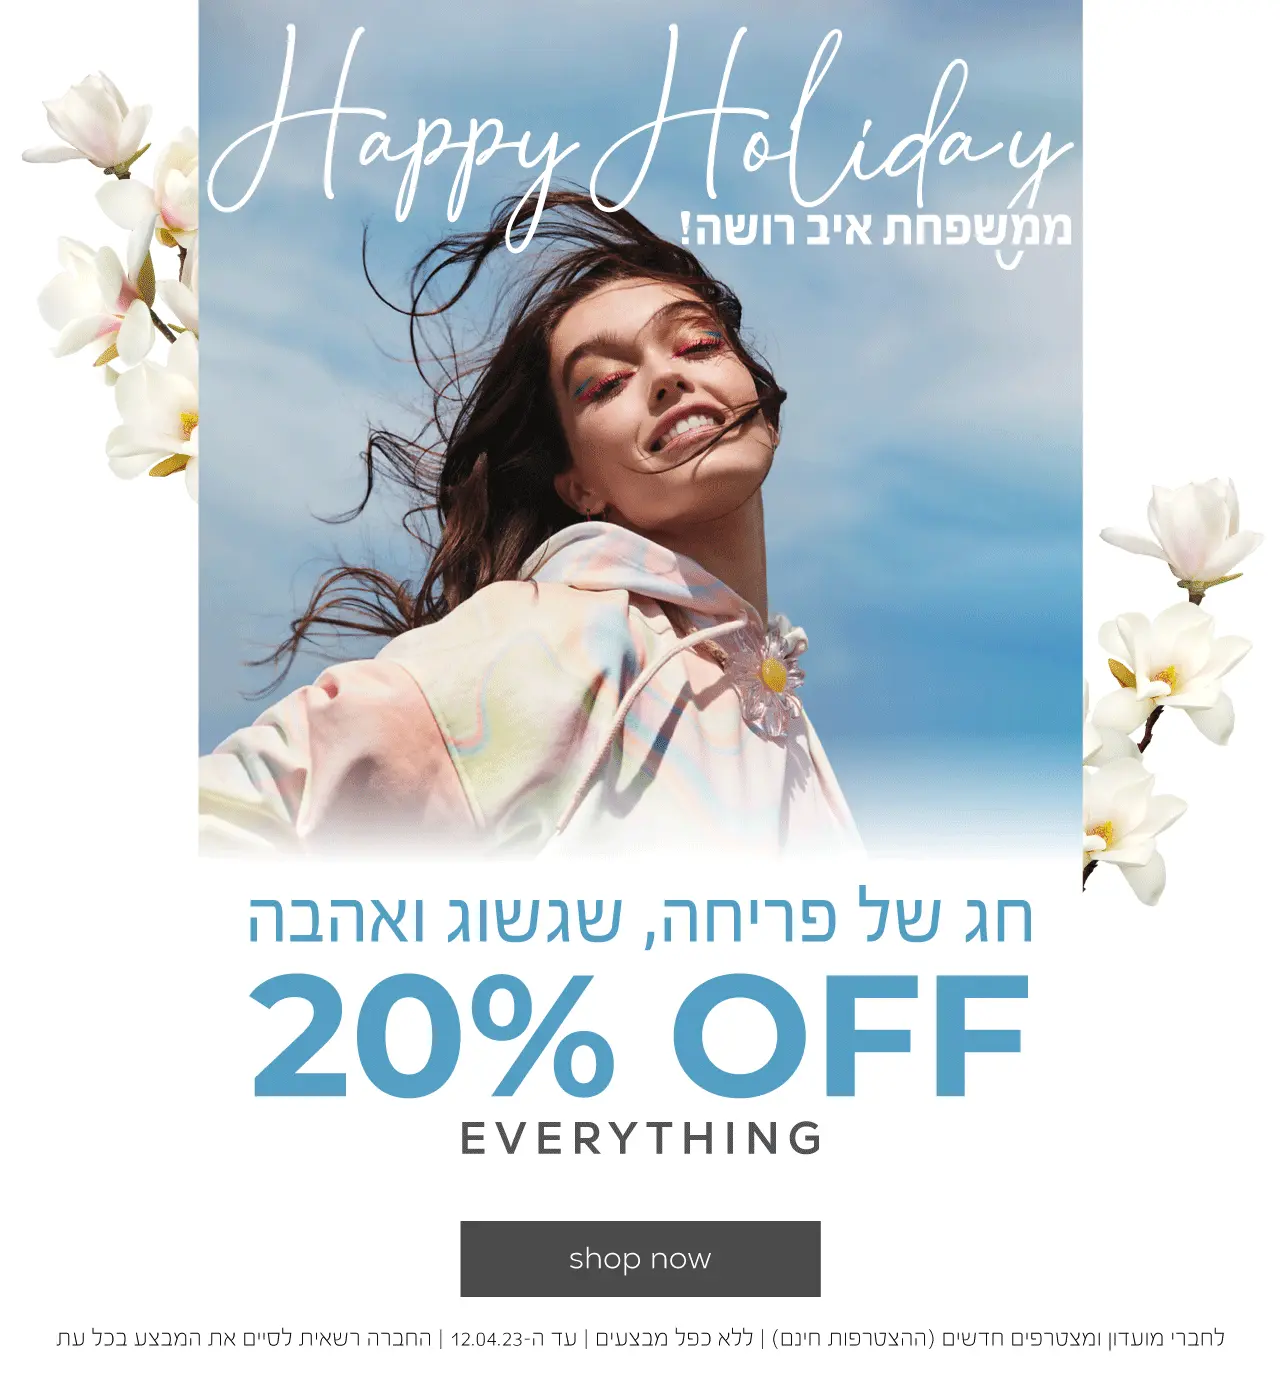 Happy Holiday
ממשפחת איב רושה!
חג של פריחה, שגשוג ואהבה
20% OFF
EVERYTHING
shop now
לחברי מועדון ומצטרפים חדשים (ההצטרפות חינם) | ללא כפל מבצעים | עד ה-12.04.23 | החברה רשאית לסיים את המבצע בכל עת